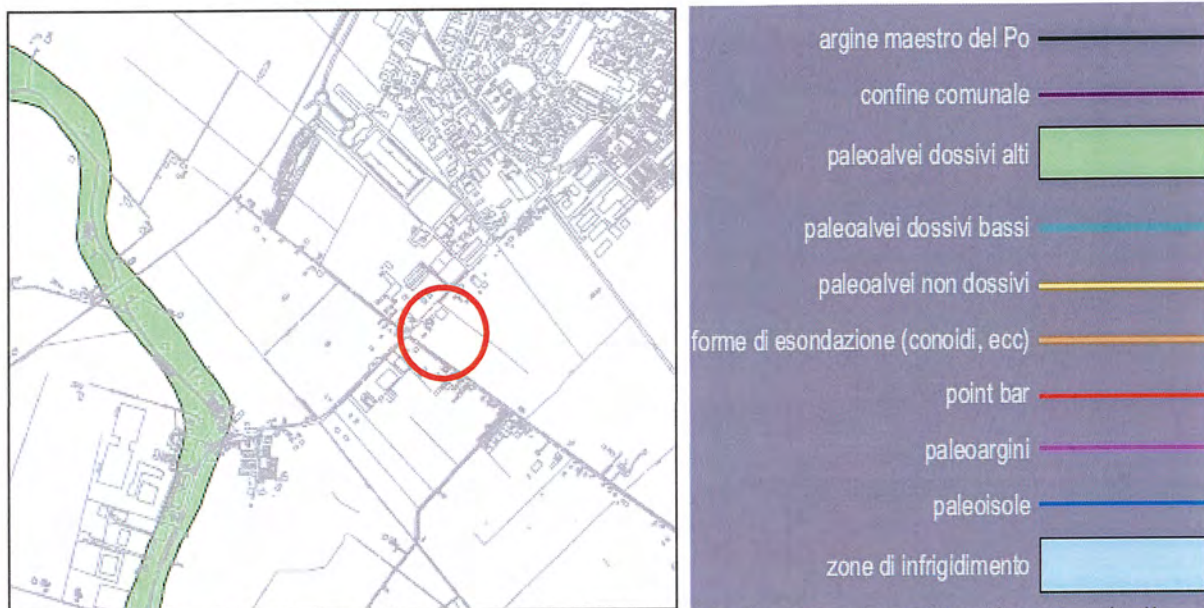 argine maestro del Po
confine comunale
paleoalvei dossivi alti
paleoalvei dossivi bassi
paleoalvei non dossivi
forme di esondazione (conoidi, ecc)
point bar
paleoargini
paleoisole
zone di infrigidimento